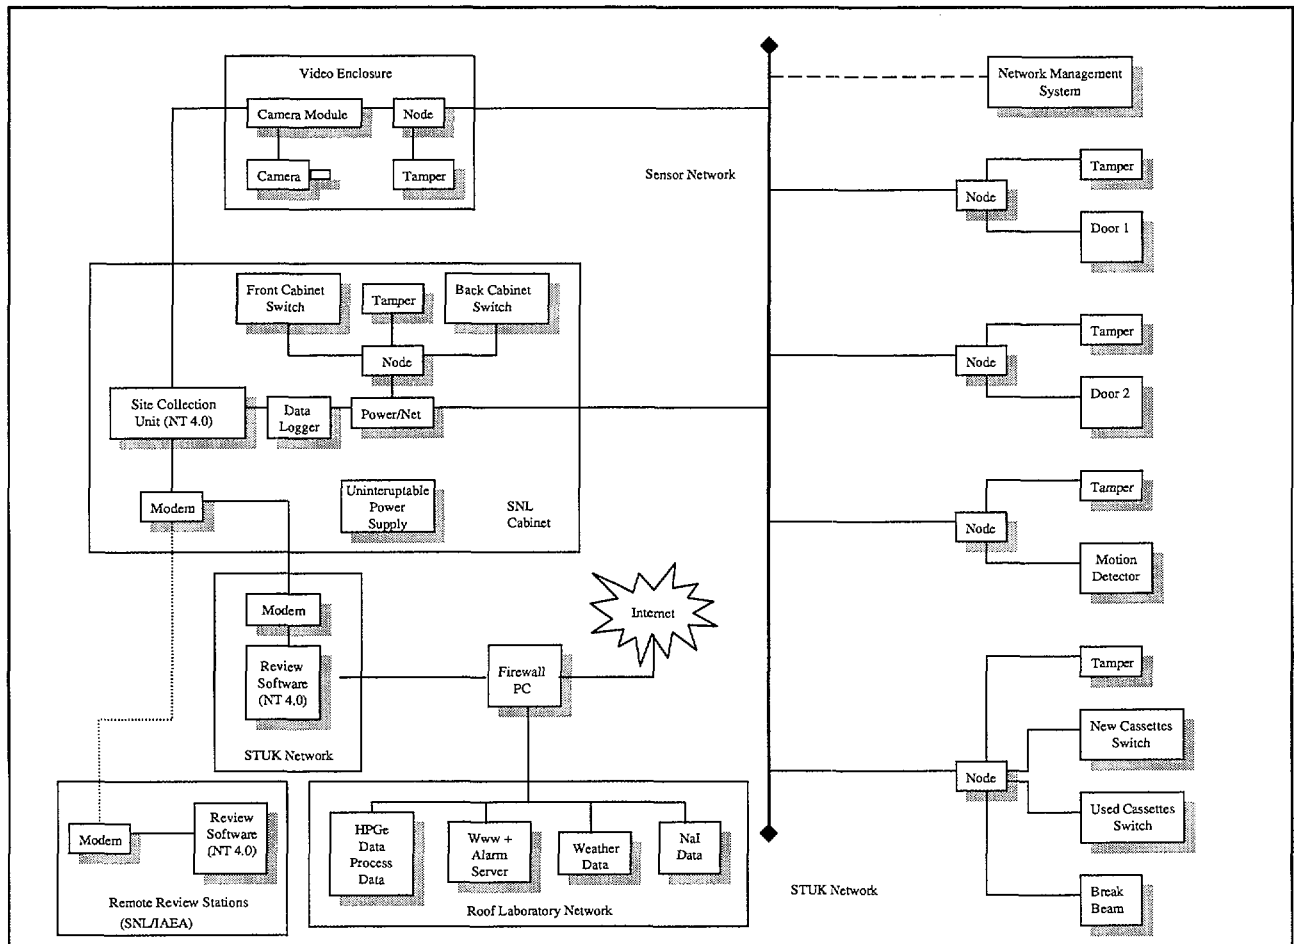 Video Enclosure
Camera Module
Node
Camera
Tamper
Network Management
System
Sensor Network
Tamper
Node
Door 1
Front Cabinet
Switch
Tamper
Back Cabinet
Switch
Node
Site Collection
Unit (NT 4.0)
Data
Logger
Power/Net
Tamper
Node
Door 2
Modem
Uninteruptable
Power
Supply
SNL
Cabinet
Tamper
Node
Motion
Detector
Modem
Review
Software
(NT 4.0)
STUK Network
Internet
Firewall
PC
Tamper
New Cassettes
Switch
Node
Used Cassettes
Switch
Break
Beam
Modem
Review
Software
(NT 4.0)
Remote Review Stations
(SNL/IAEA)
HPGe
Data
Process
Data
Www +
Alarm
Server
Weather
Data
NaI
Data
Roof Laboratory Network
STUK Network